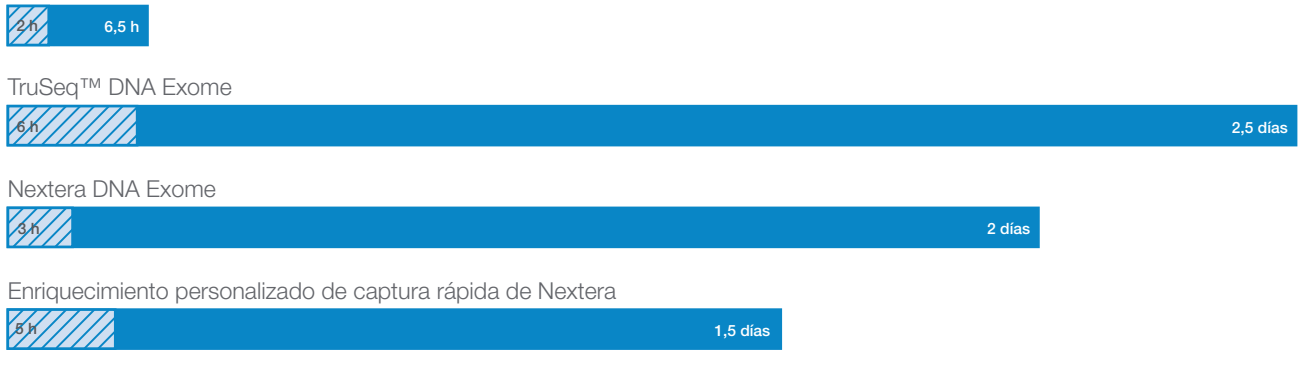 2 h 6,5 h
TruSeq™ DNA Exome
6 h 2,5 días
Nextera DNA Exome
3 h 2 días
Enriquecimiento personalizado de captura rápida de Nextera
5 h 1,5 días